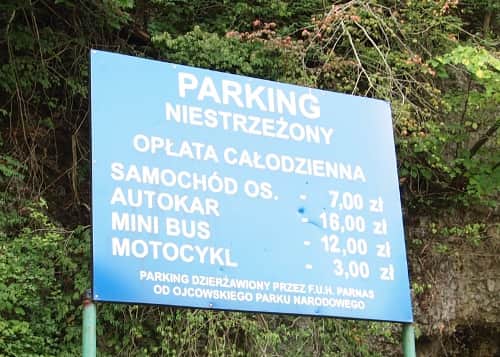 PARKING
NIESTRZEŻONY
OPŁATA CAŁODZIENNA
SAMOCHÓD OS. - 7,00 zł
AUTOKAR - 16,00 zł
MINI BUS - 12,00 zł
MOTOCYKL - 3,00 zł
PARKING DZIERŻAWIONY PRZEZ F.U.H. PARNAS
OD OJCOWSKIEGO PARKU NARODOWEGO